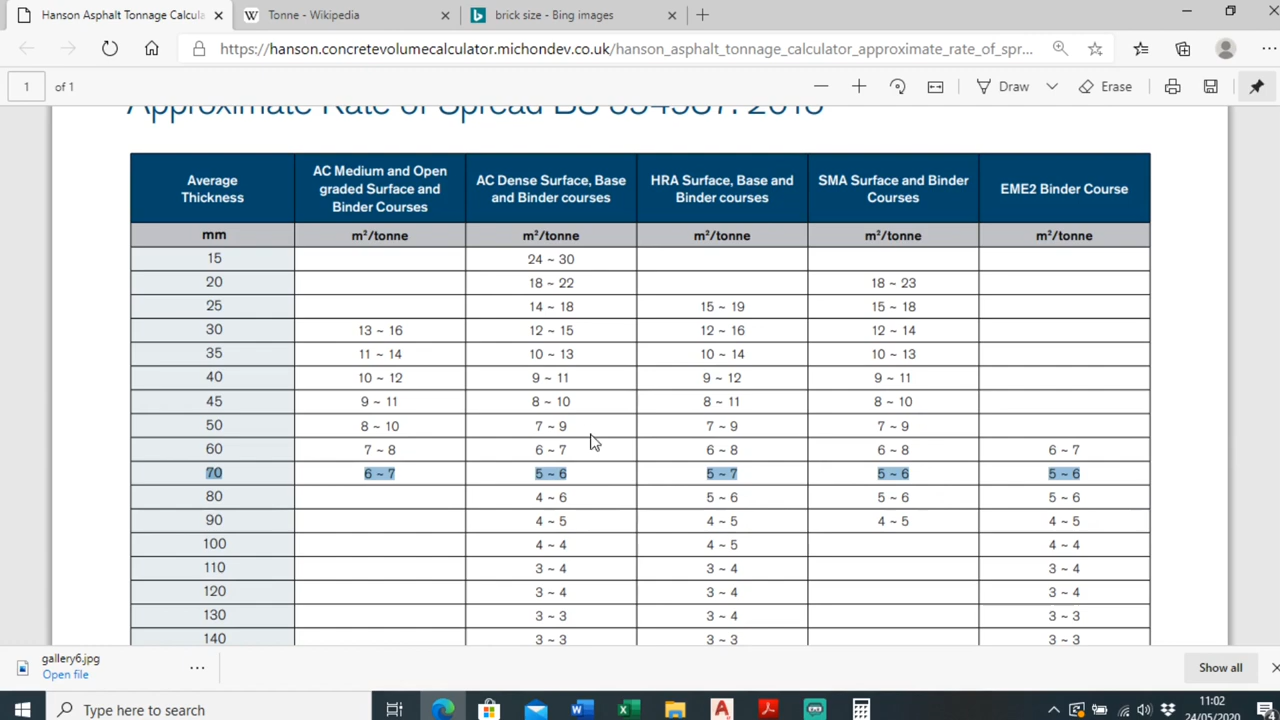 Hanson Asphalt Tonnage Calcula
Tonne - Wikipedia
brick size - Bing images
https://hanson.concretevolumecalculator.michondev.co.uk/hanson_asphalt_tonnage_calculator_approximate_rate_of_spr...
1 of 1
Draw
Erase
Approximate Rate of Spread BS 594987: 2015
Average Thickness
AC Medium and Open graded Surface and Binder Courses
AC Dense Surface, Base and Binder courses
HRA Surface, Base and Binder courses
SMA Surface and Binder Courses
EME2 Binder Course
mm m²/tonne m²/tonne m²/tonne m²/tonne m²/tonne
15 24 ~ 30
20 18 ~ 22 18 ~ 23
25 14 ~ 18 15 ~ 19 15 ~ 18
30 13 ~ 16 12 ~ 15 12 ~ 16 12 ~ 14
35 11 ~ 14 10 ~ 13 10 ~ 14 10 ~ 13
40 10 ~ 12 9 ~ 11 9 ~ 12 9 ~ 11
45 9 ~ 11 8 ~ 10 8 ~ 11 8 ~ 10
50 8 ~ 10 7 ~ 9 7 ~ 9 7 ~ 9
60 7 ~ 8 6 ~ 7 6 ~ 8 6 ~ 8 6 ~ 7
70 6 ~ 7 5 ~ 6 5 ~ 7 5 ~ 6 5 ~ 6
80 4 ~ 6 5 ~ 6 5 ~ 6 5 ~ 6
90 4 ~ 5 4 ~ 5 4 ~ 5 4 ~ 5
100 4 ~ 4 4 ~ 5 4 ~ 4
110 3 ~ 4 3 ~ 4 3 ~ 4
120 3 ~ 4 3 ~ 4 3 ~ 4
130 3 ~ 3 3 ~ 4 3 ~ 3
140 3 ~ 3 3 ~ 3 3 ~ 3
gallery6.jpg
Open file
Show all
Type here to search
11:02
24/05/2020